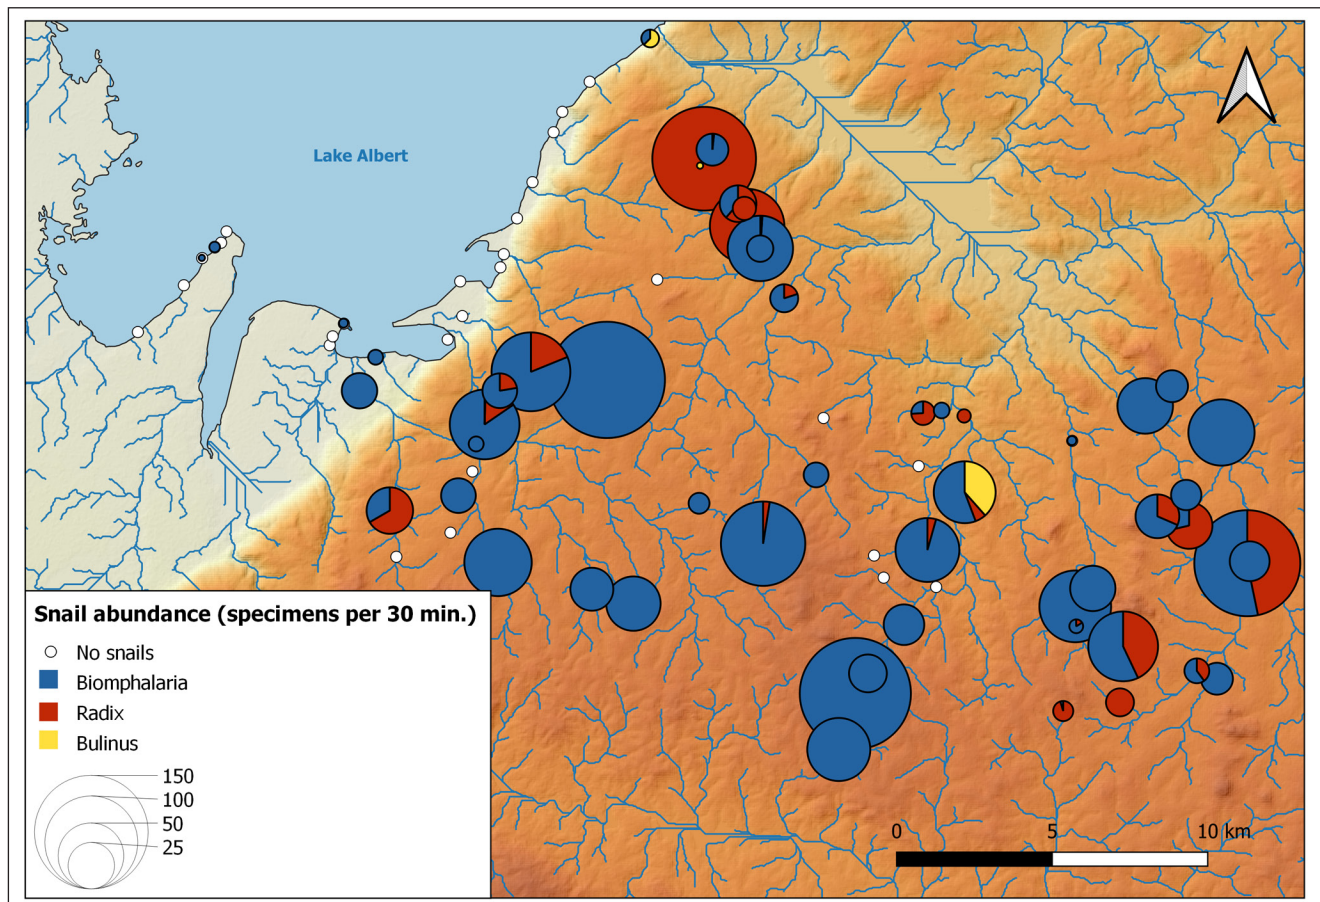 Lake Albert
Snail abundance (specimens per 30 min.)
No snails
Biomphalaria
Radix
Bulinus
150
100
50
25
0 5 10 km